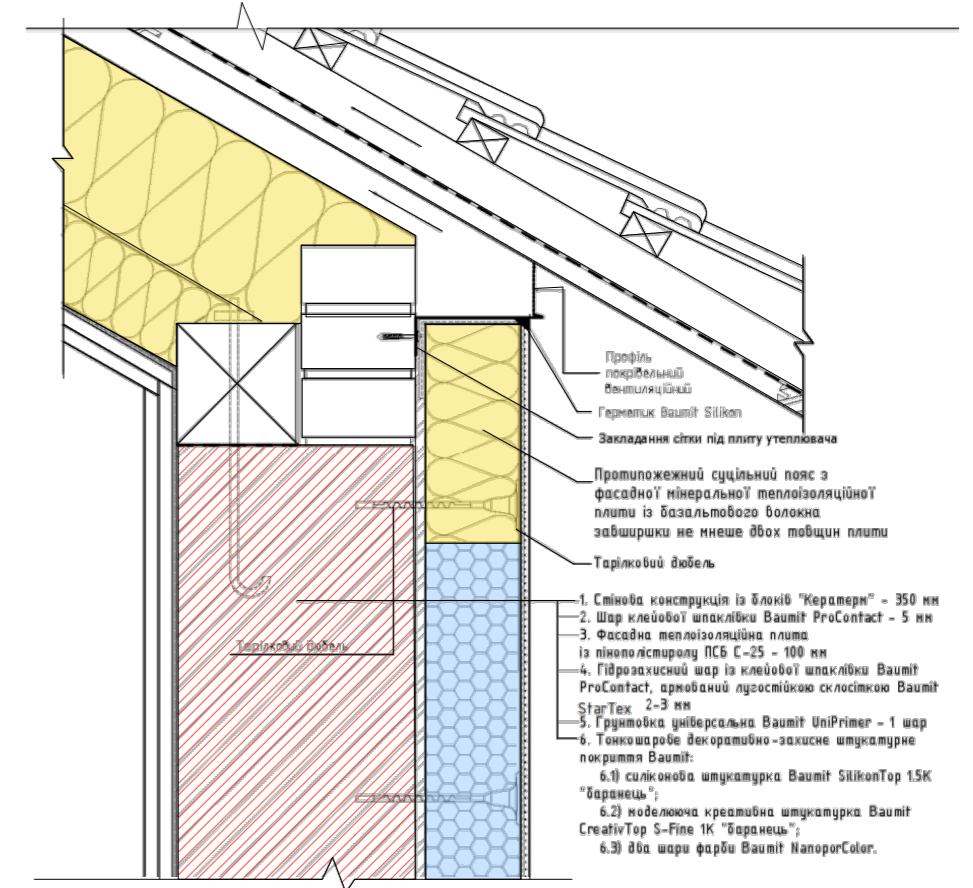 Профіль
покрівельний
вентиляційний
Герметик Baumit Silikon
Закладання сітки під плиту утеплювача
Протипожежний суцільний пояс з
фасадної мінеральної теплоізоляційної
плити із базальтового волокна
завширшки не мнеше двох товщин плити
Тарілковий дюбель
1. Стінова конструкція із блоків "Кератерм" - 350 мм
2. Шар клейової шпаклівки Baumit ProContact - 5 мм
3. Фасадна теплоізоляційна плита
із пінополістиролу ПСБ С-25 - 100 мм
4. Гідрозахисний шар із клейової шпаклівки Baumit
ProContact, армований лугостійкою склосіткою Baumit
StarTex 2-3 мм
5. Грунтовка універсальна Baumit UniPrimer - 1 шар
6. Тонкошарове декоративно-захисне штукатурне
покриття Baumit:
6.1) силіконова штукатурка Baumit SilikonTop 1.5K
"баранець";
6.2) моделююча креативна штукатурка Baumit
CreativTop S-Fine 1K "баранець";
6.3) два шари фарби Baumit NanoporColor.
Тарілковий дюбель